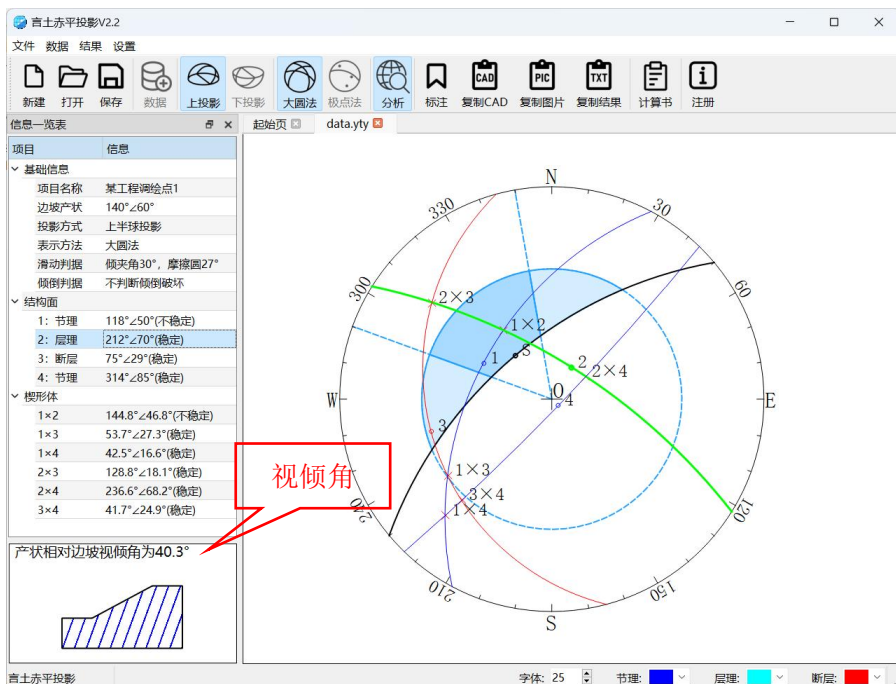 言土赤平投影V2.2
文件 数据 结果 设置
新建 打开 保存 数据 上投影 下投影 大圆法 极点法 分析 标注 复制CAD 复制图片 复制结果 计算书 注册
CAD PIC TXT
信息一览表
起始页 data.yty
项目 信息
基础信息
项目名称 某工程调绘点1
边坡产状 140°∠60°
投影方式 上半球投影
表示方法 大圆法
滑动判据 倾夹角30°，摩擦圆27°
倾倒判据 不判断倾倒破坏
结构面
1: 节理 118°∠50°(不稳定)
2: 层理 212°∠70°(稳定)
3: 断层 75°∠29°(稳定)
4: 节理 314°∠85°(稳定)
楔形体
1×2 144.8°∠46.8°(不稳定)
1×3 53.7°∠27.3°(稳定)
1×4 42.5°∠16.6°(稳定)
2×3 128.8°∠18.1°(稳定)
2×4 236.6°∠68.2°(稳定)
3×4 41.7°∠24.9°(稳定)
视倾角
产状相对边坡视倾角为40.3°
N
330
30
300
60
2×3
1×2
S
1
2
2×4
W
O
4
E
3
1×3
3×4
1×4
270
120
210
150
S
言土赤平投影
字体: 25 节理: 层理: 断层: